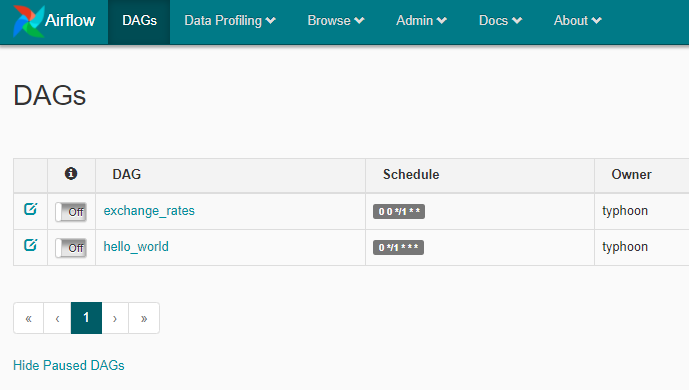 Airflow DAGs Data Profiling Browse Admin Docs About
DAGs
DAG Schedule Owner
Off exchange_rates 0 0 */1 * * typhoon
Off hello_world 0 */1 * * * typhoon
« ‹ 1 › »
Hide Paused DAGs